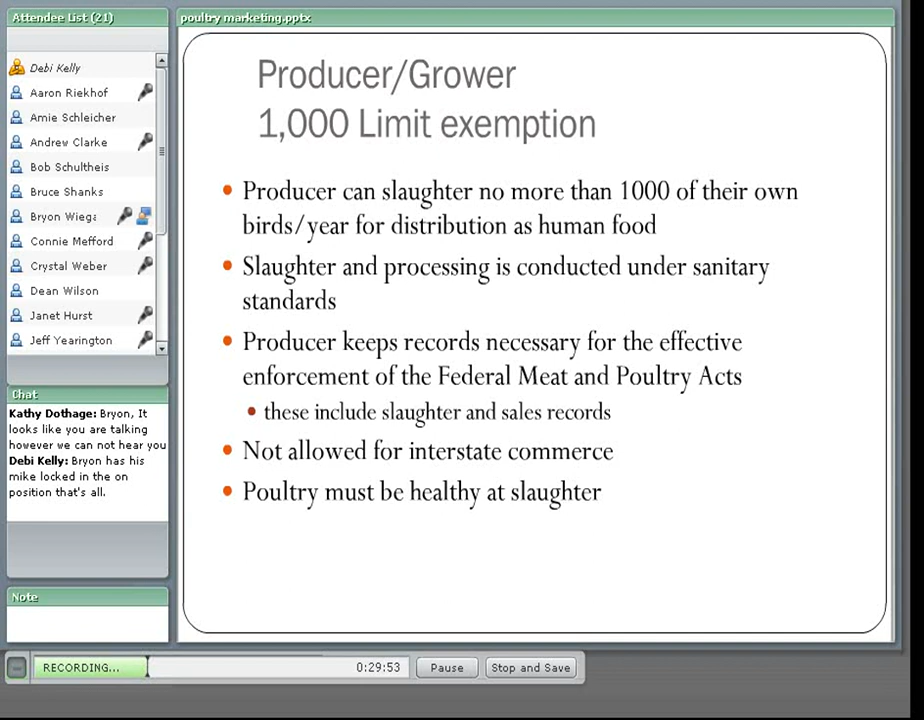 Attendee List (21)
Debi Kelly
Aaron Riekhof
Amie Schleicher
Andrew Clarke
Bob Schultheis
Bruce Shanks
Bryon Wiega
Connie Mefford
Crystal Weber
Dean Wilson
Janet Hurst
Jeff Yearington
Chat
Kathy Dothage: Bryon, It
looks like you are talking
however we can not hear you
Debi Kelly: Bryon has his
mike locked in the on
position that's all.
Note
poultry marketing.pptx
Producer/Grower
1,000 Limit exemption
Producer can slaughter no more than 1000 of their own
birds/year for distribution as human food
Slaughter and processing is conducted under sanitary
standards
Producer keeps records necessary for the effective
enforcement of the Federal Meat and Poultry Acts
these include slaughter and sales records
Not allowed for interstate commerce
Poultry must be healthy at slaughter
RECORDING... 0:29:53 Pause Stop and Save